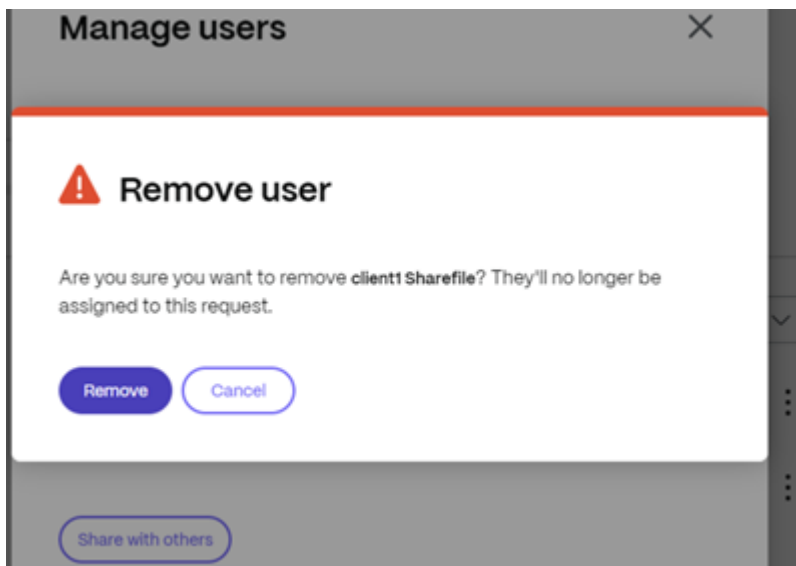 Manage users
Remove user
Are you sure you want to remove client1 Sharefile? They'll no longer be
assigned to this request.
Remove
Cancel
Share with others